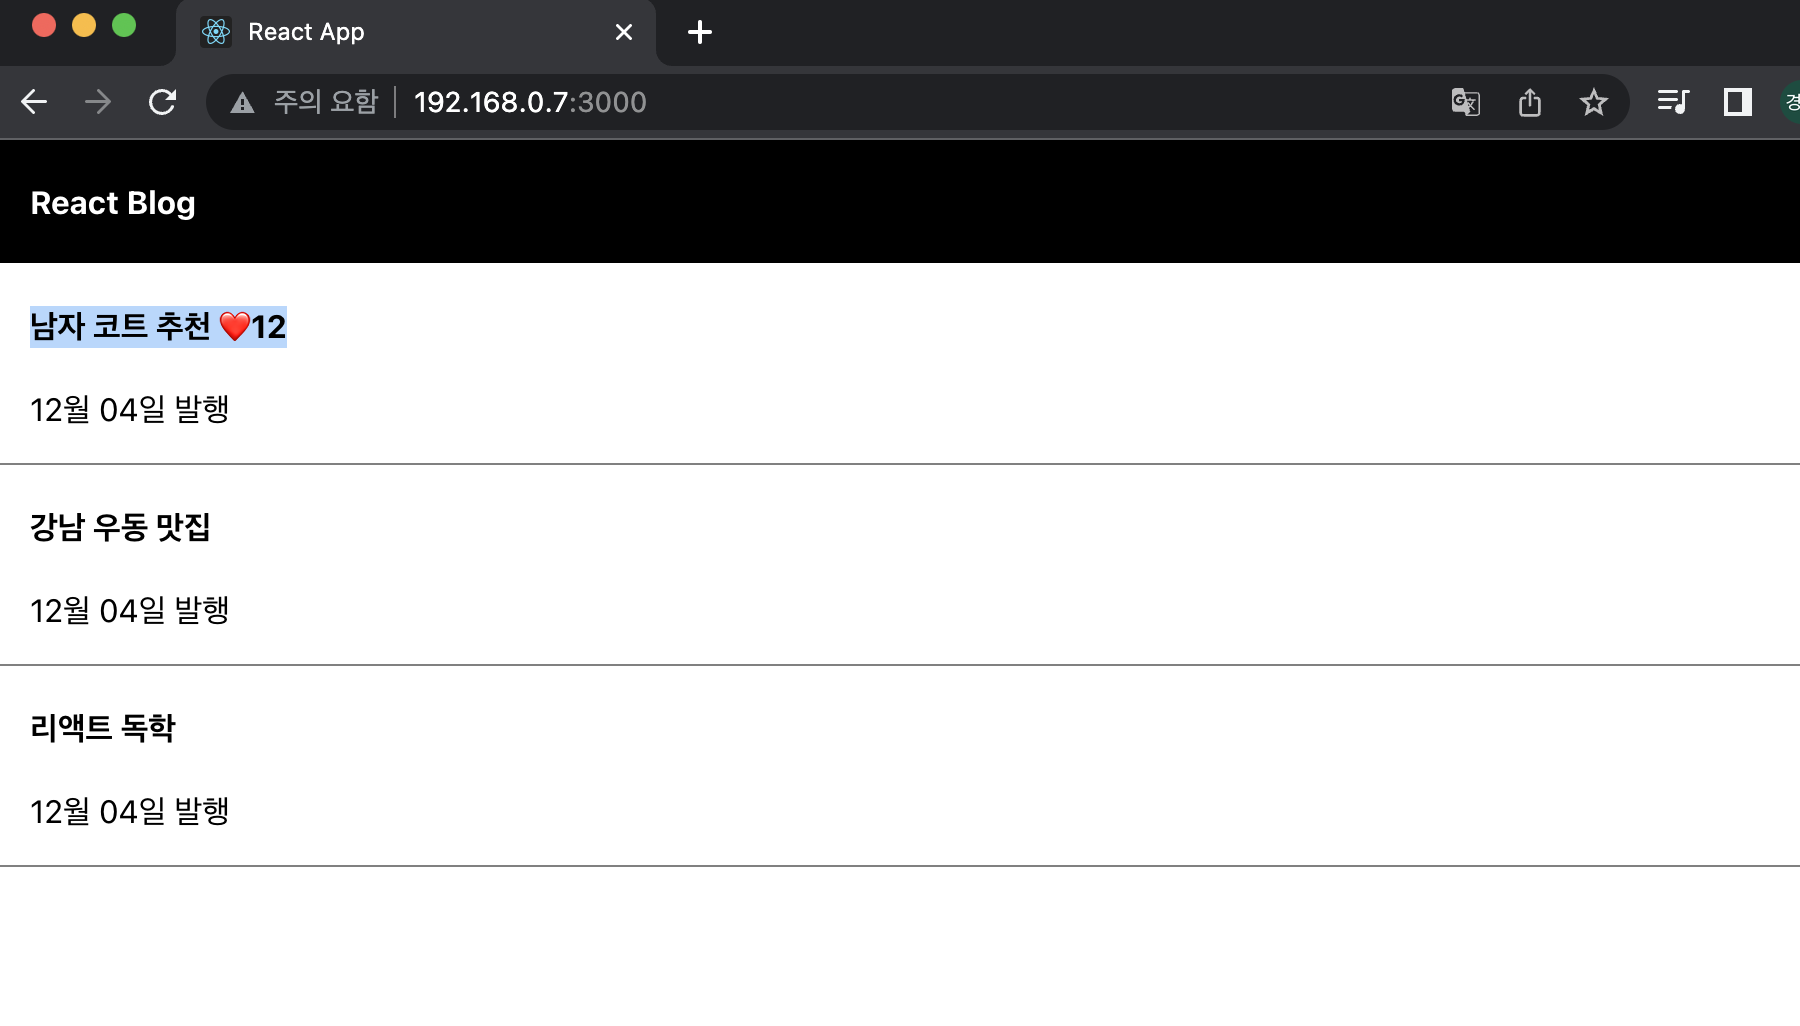 React App
주의 요함 192.168.0.7:3000
경
React Blog
남자 코트 추천 ❤️12
12월 04일 발행
강남 우동 맛집
12월 04일 발행
리액트 독학
12월 04일 발행